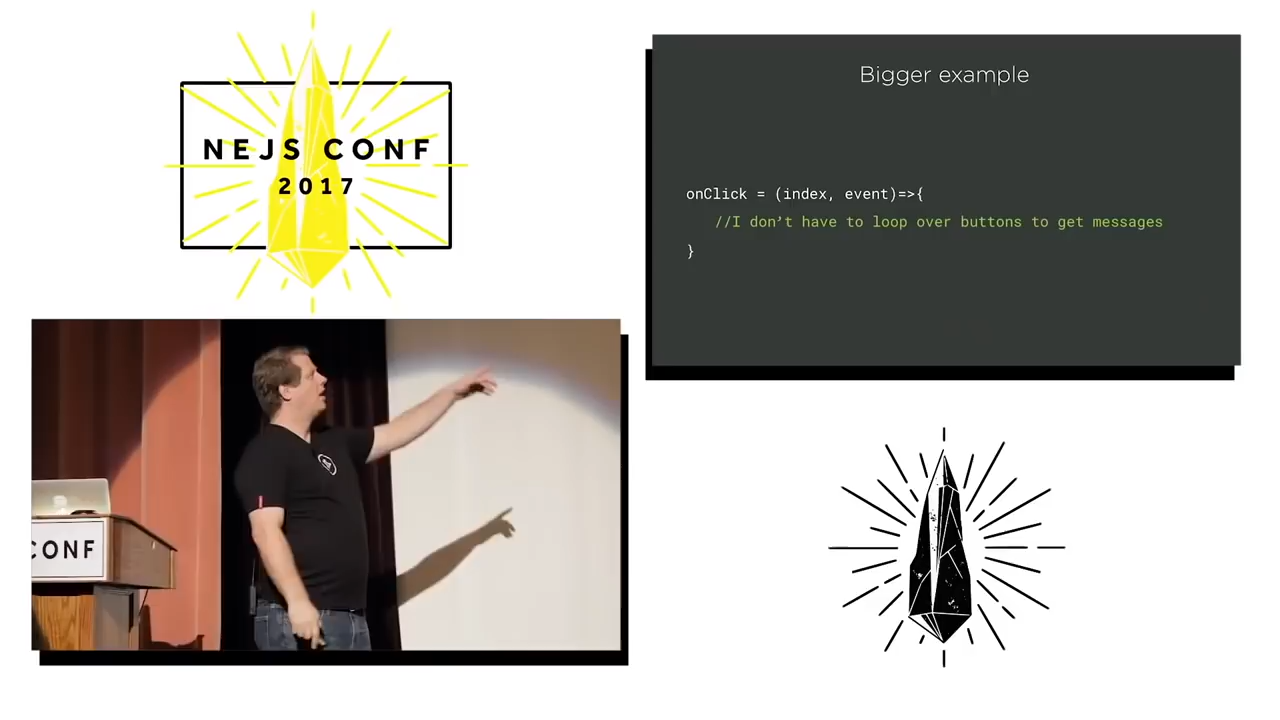 NEJS CONF
2017
Bigger example
onClick = (index, event)=>{
//I don’t have to loop over buttons to get messages
}
CONF